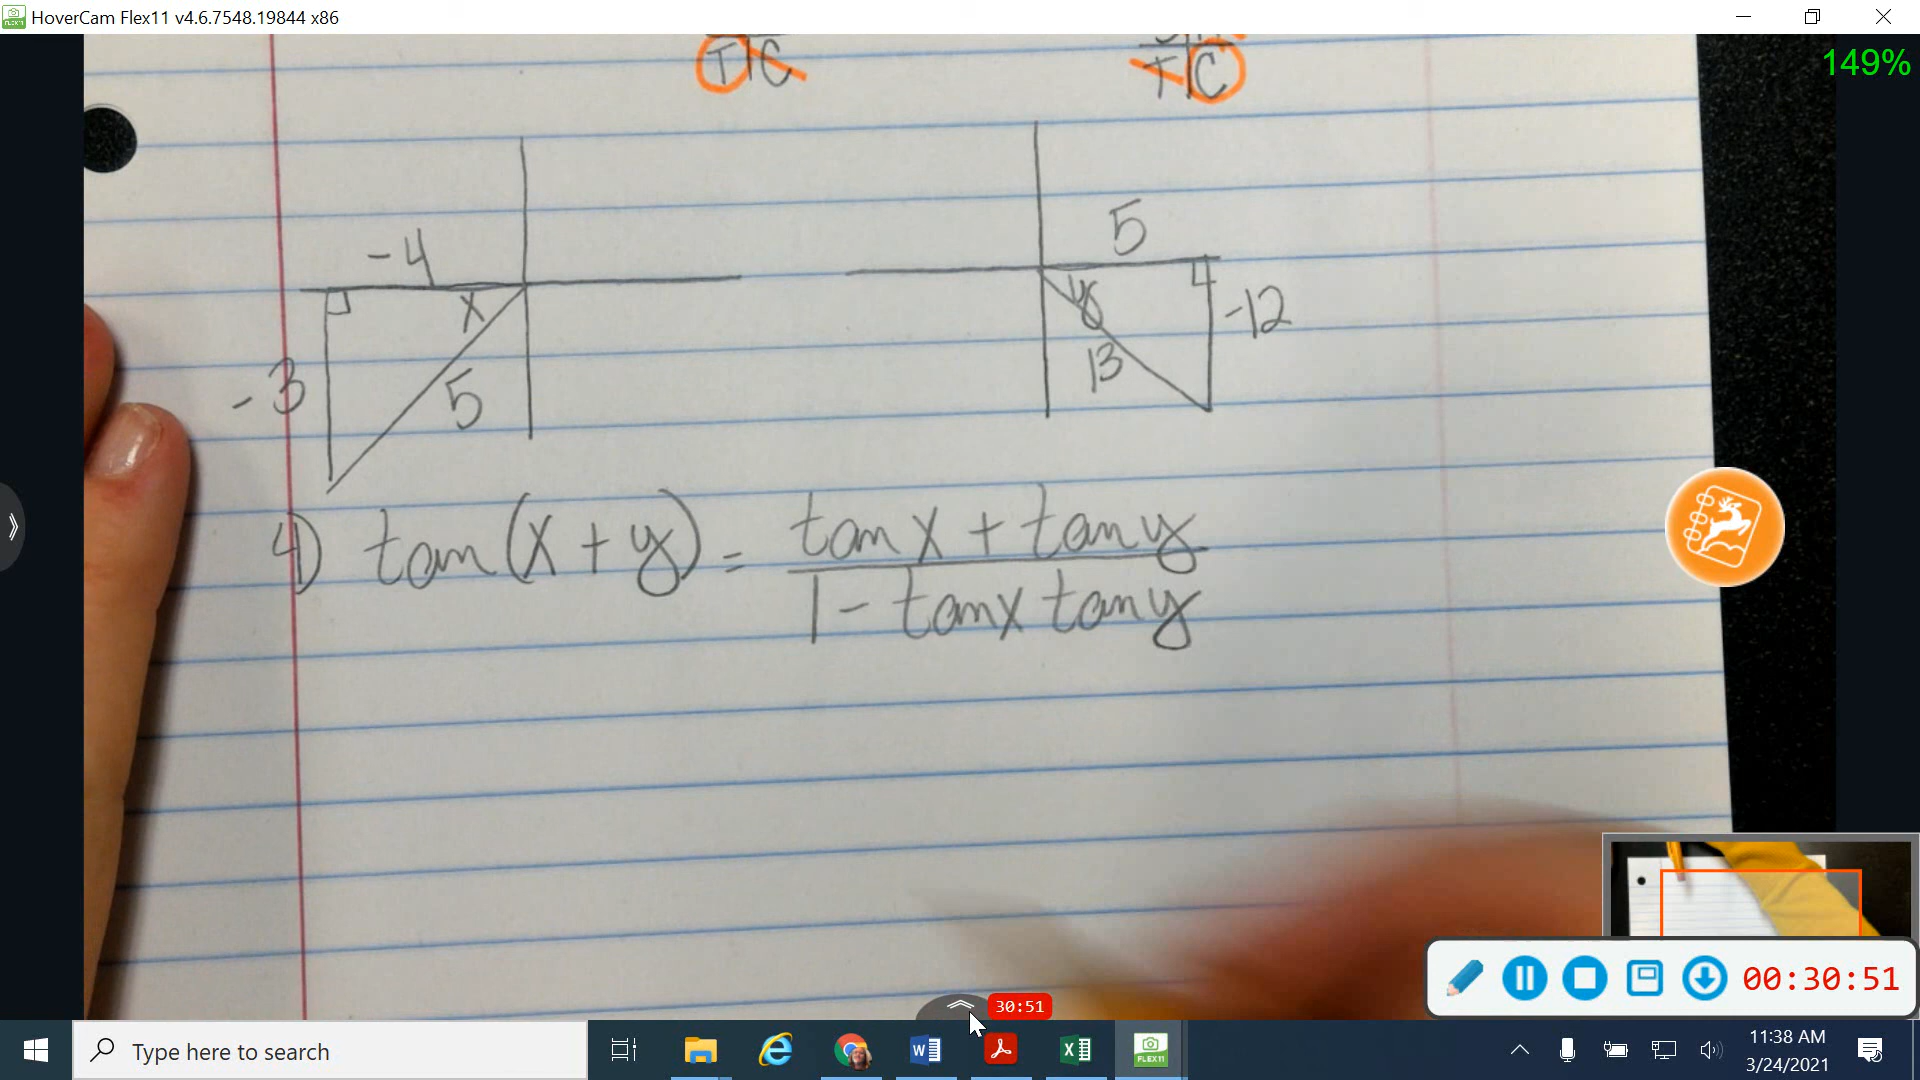 HoverCam Flex11 v4.6.7548.19844 x86
149%
T C
T C
-4
x
-3
5
5
y
-12
13
4) tan(x + y) = tan x + tan y
1 - tan x tan y
00:30:51
30:51
Type here to search
FLEX11
11:38 AM
3/24/2021